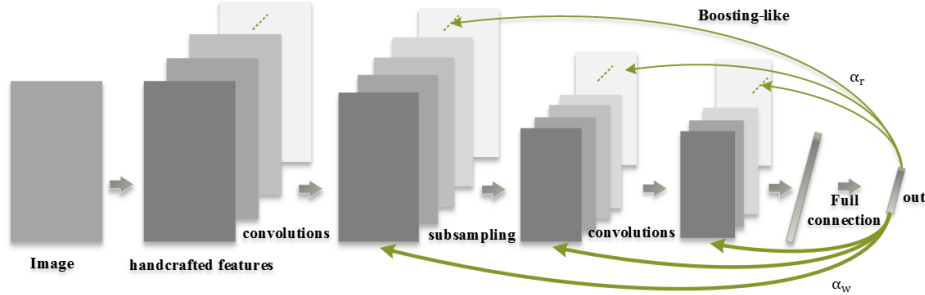 Boosting-like
αr
Image
handcrafted features
convolutions
subsampling
convolutions
Full
connection
out
αw